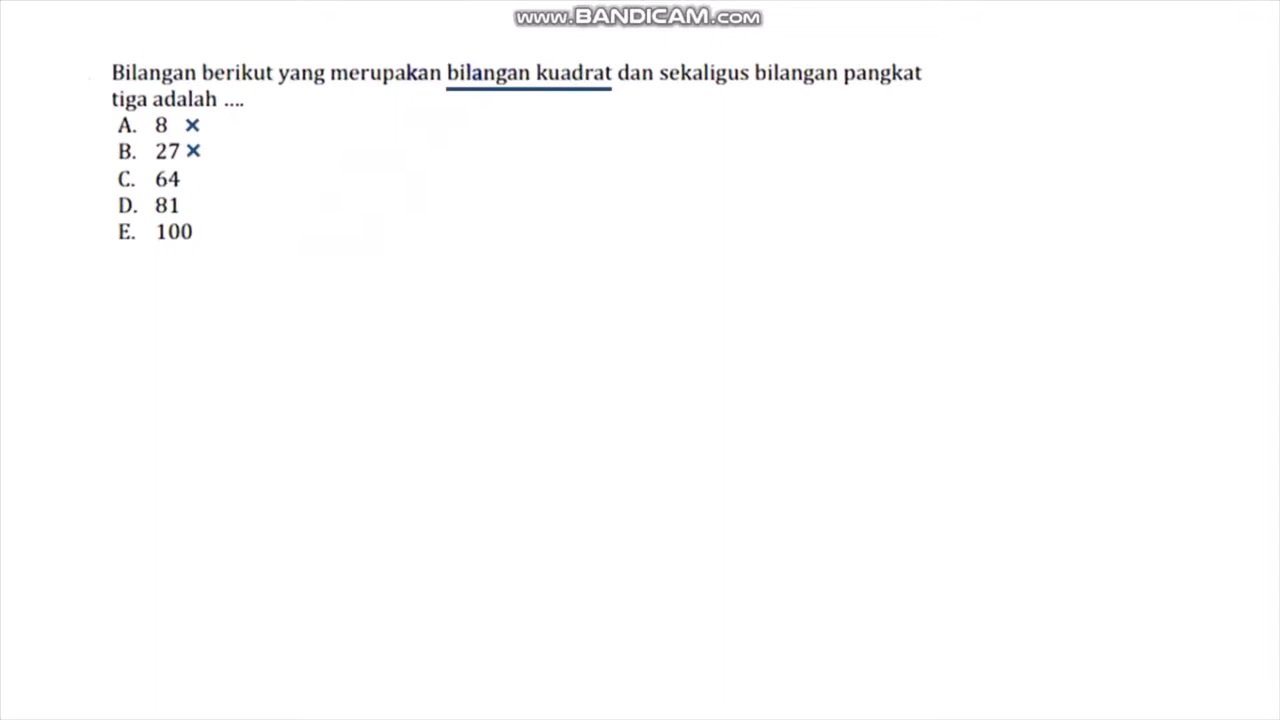 www.BANDICAM.com
Bilangan berikut yang merupakan bilangan kuadrat dan sekaligus bilangan pangkat
tiga adalah ....
A. 8 ×
B. 27 ×
C. 64
D. 81
E. 100